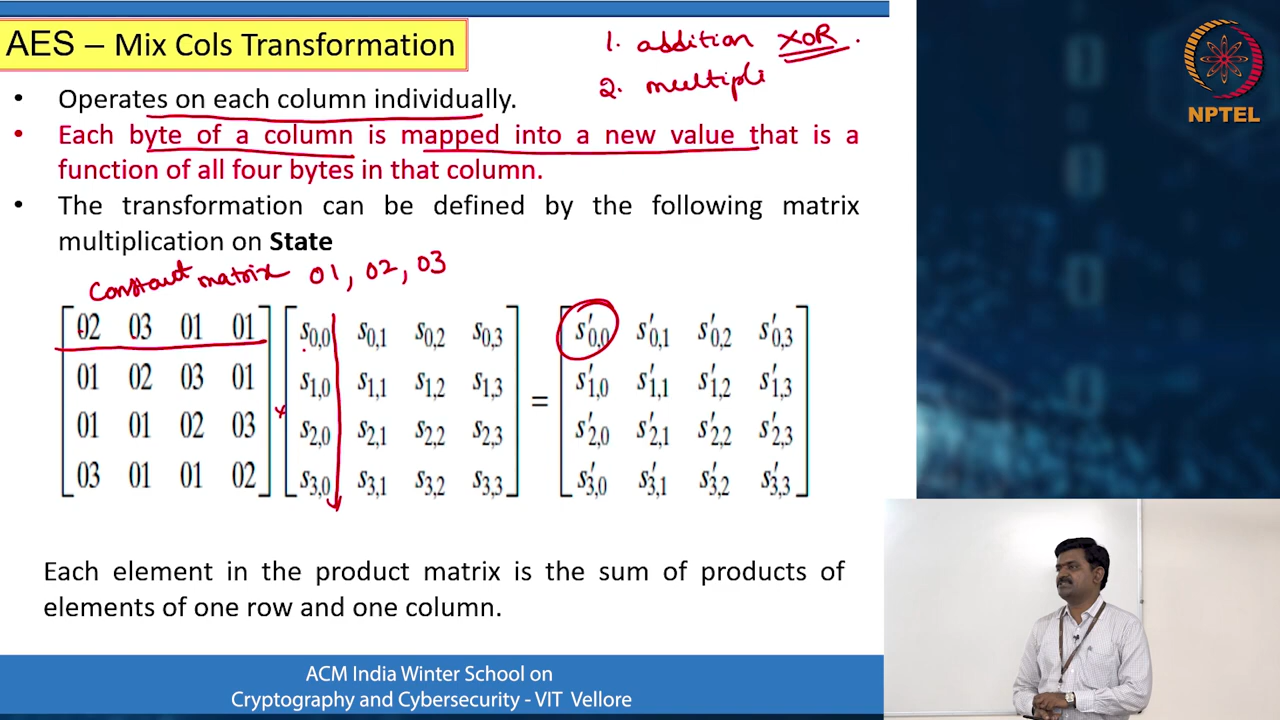 AES – Mix Cols Transformation
1. addition XOR.
2. multipli
NPTEL
• Operates on each column individually.
• Each byte of a column is mapped into a new value that is a
function of all four bytes in that column.
• The transformation can be defined by the following matrix
multiplication on State
constant matrix 01, 02, 03
02 03 01 01 s0,0 s0,1 s0,2 s0,3 s'0,0 s'0,1 s'0,2 s'0,3
01 02 03 01 s1,0 s1,1 s1,2 s1,3 s'1,0 s'1,1 s'1,2 s'1,3
01 01 02 03 * s2,0 s2,1 s2,2 s2,3 = s'2,0 s'2,1 s'2,2 s'2,3
03 01 01 02 s3,0 s3,1 s3,2 s3,3 s'3,0 s'3,1 s'3,2 s'3,3
Each element in the product matrix is the sum of products of
elements of one row and one column.
ACM India Winter School on
Cryptography and Cybersecurity - VIT Vellore